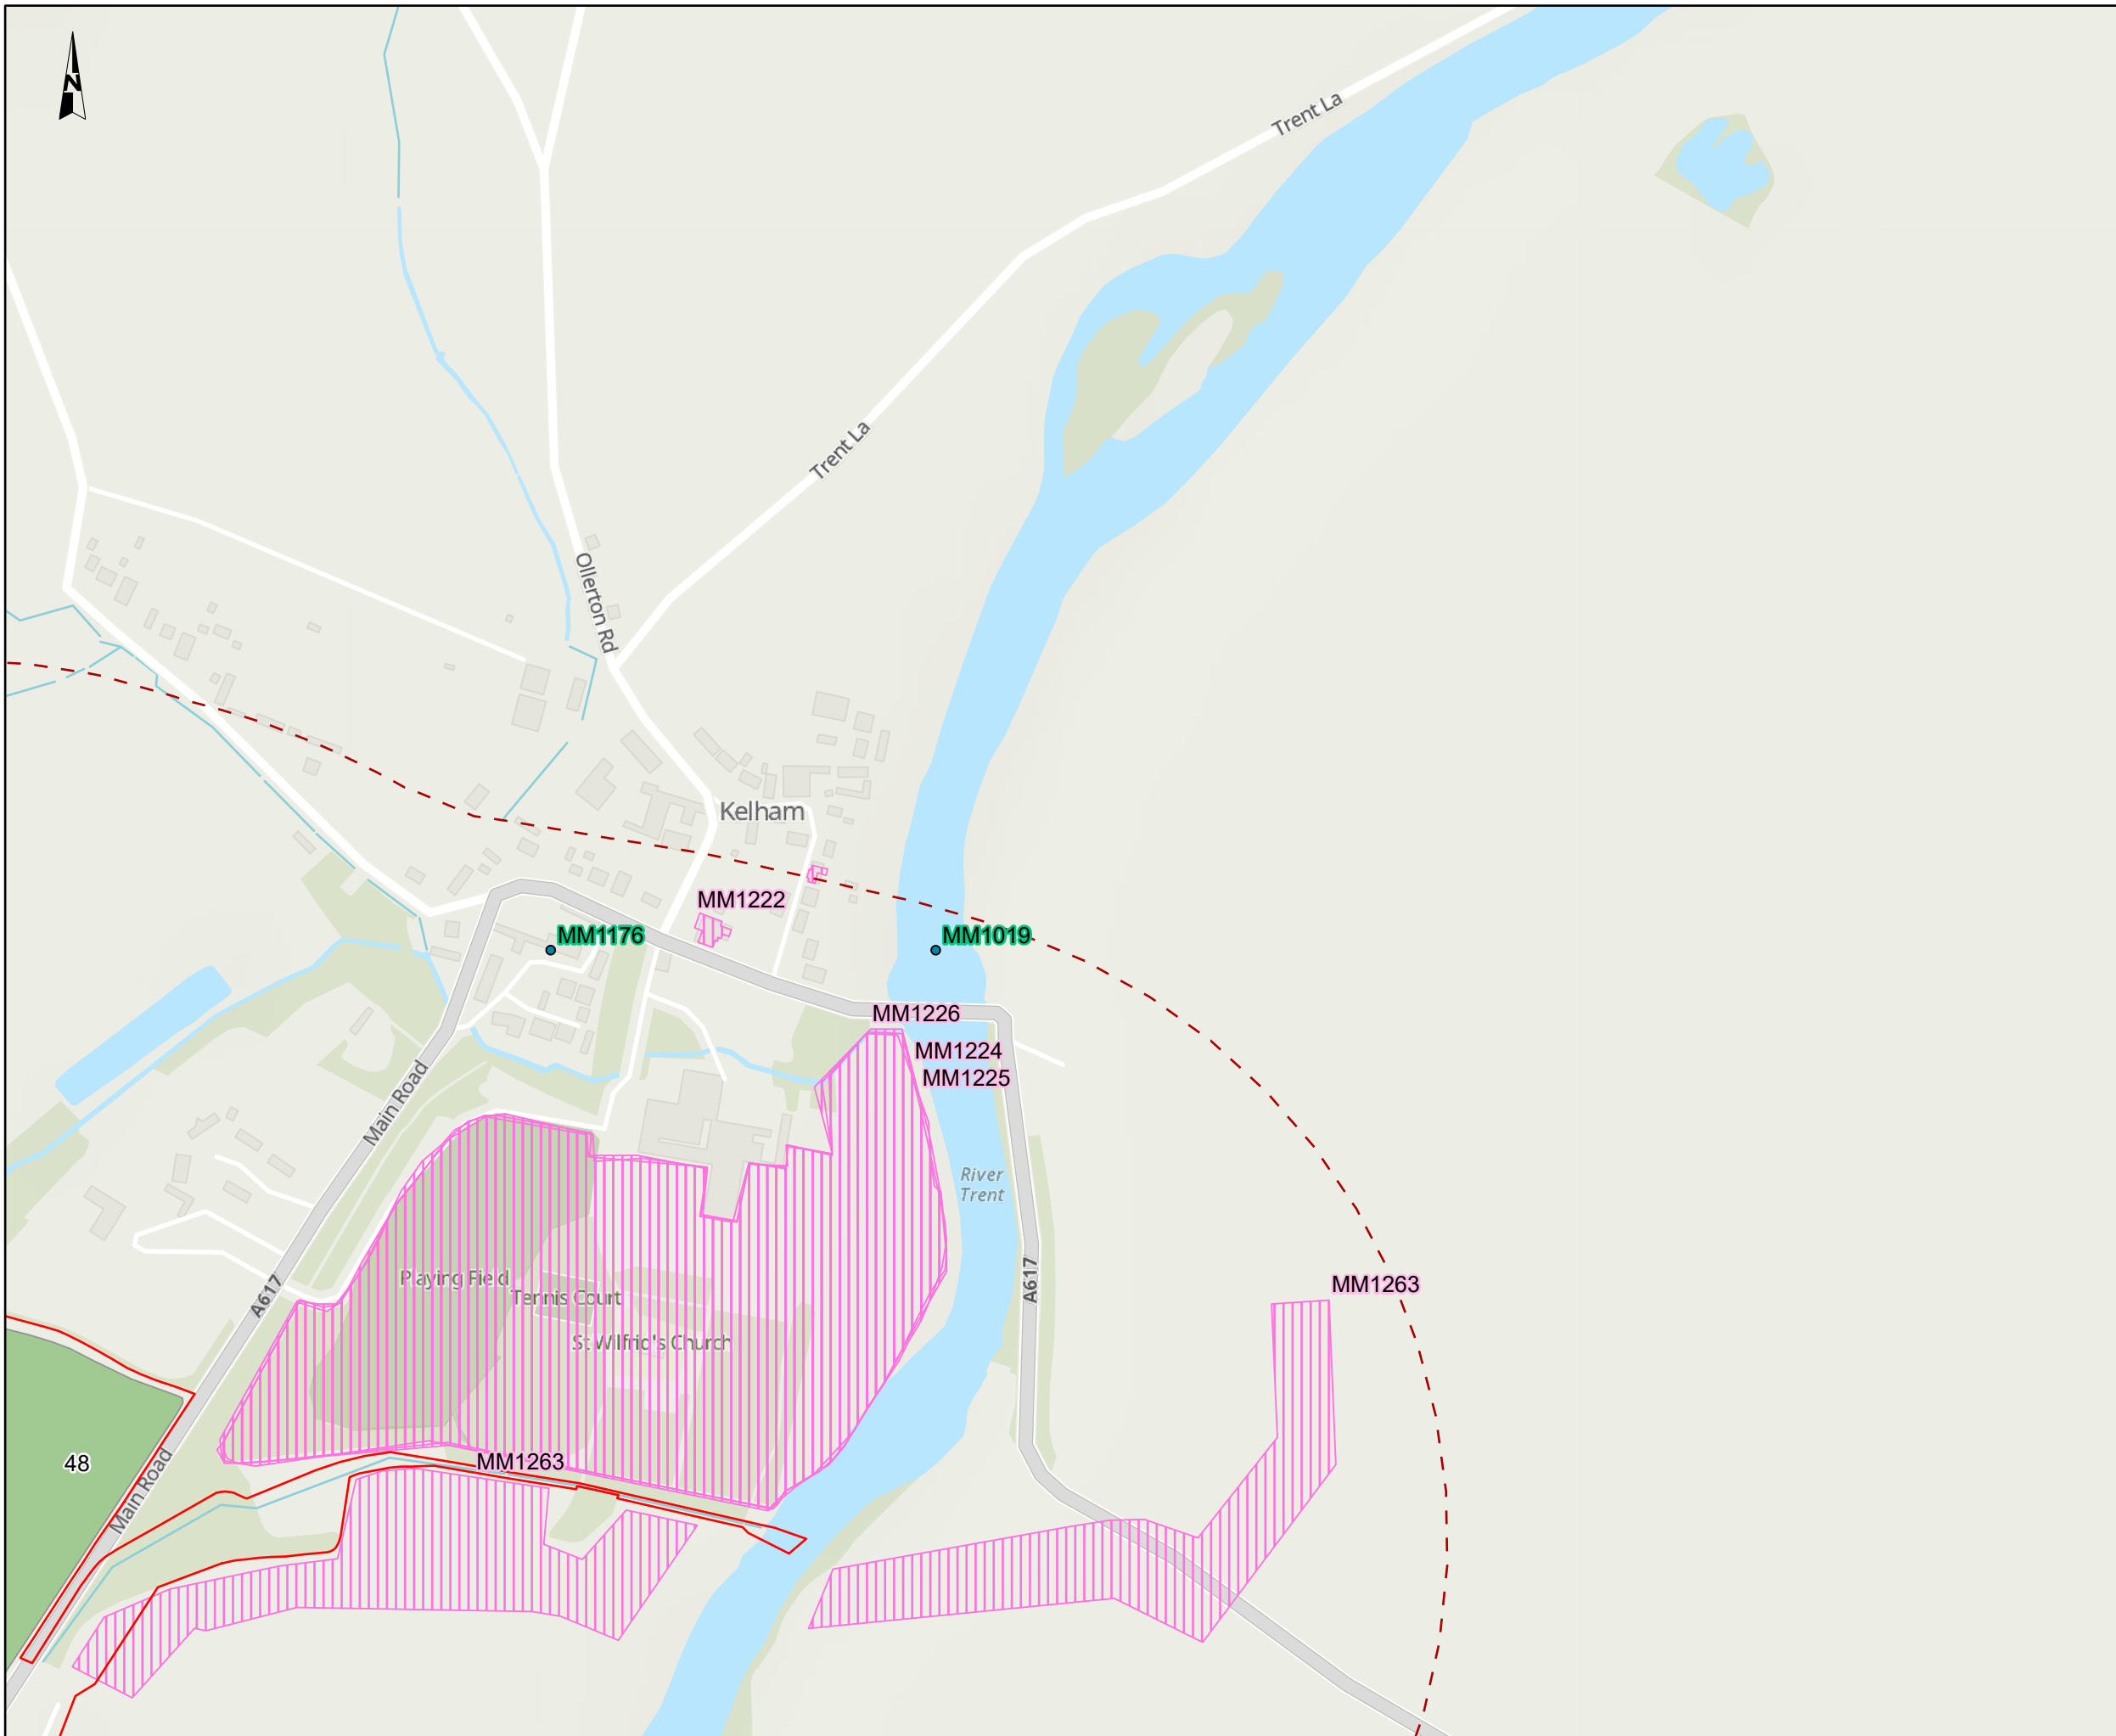 N
Trent La
Trent La
Ollerton Rd
Kelham
MM1222
MM1176
MM1019
MM1226
MM1224
MM1225
Main Road
River
Trent
A617
A617
Playing Field
Tennis Court
MM1263
St Wilfrid's Church
48
MM1263
Main Road